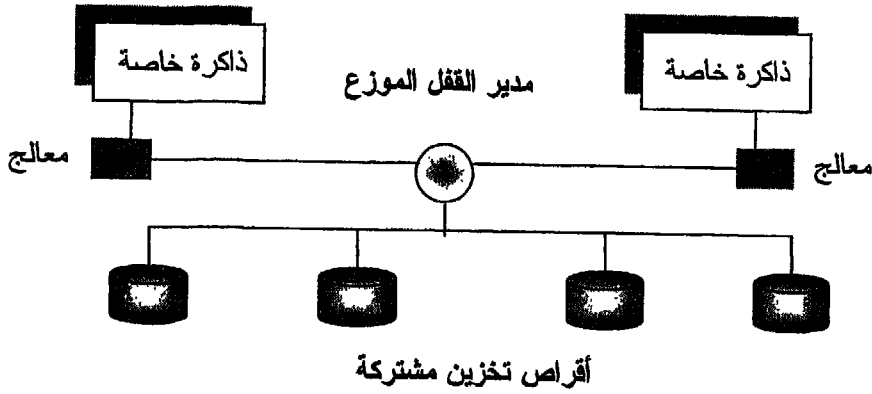 ذاكرة خاصة
ذاكرة خاصة
مدير القفل الموزع
معالج
معالج
أقراص تخزين مشتركة